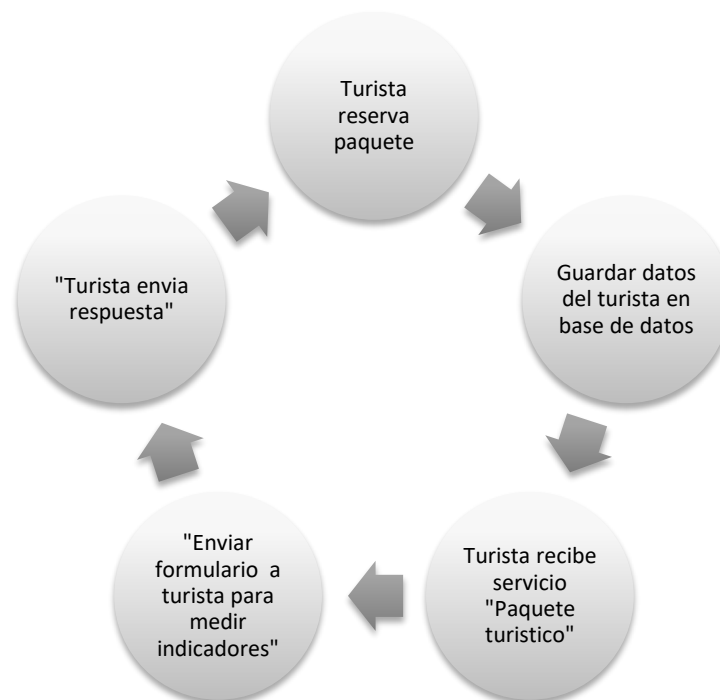 Turista
reserva
paquete
Guardar datos
del turista en
base de datos
Turista recibe
servicio
"Paquete
turistico"
"Enviar
formulario a
turista para
medir
indicadores"
"Turista envia
respuesta"